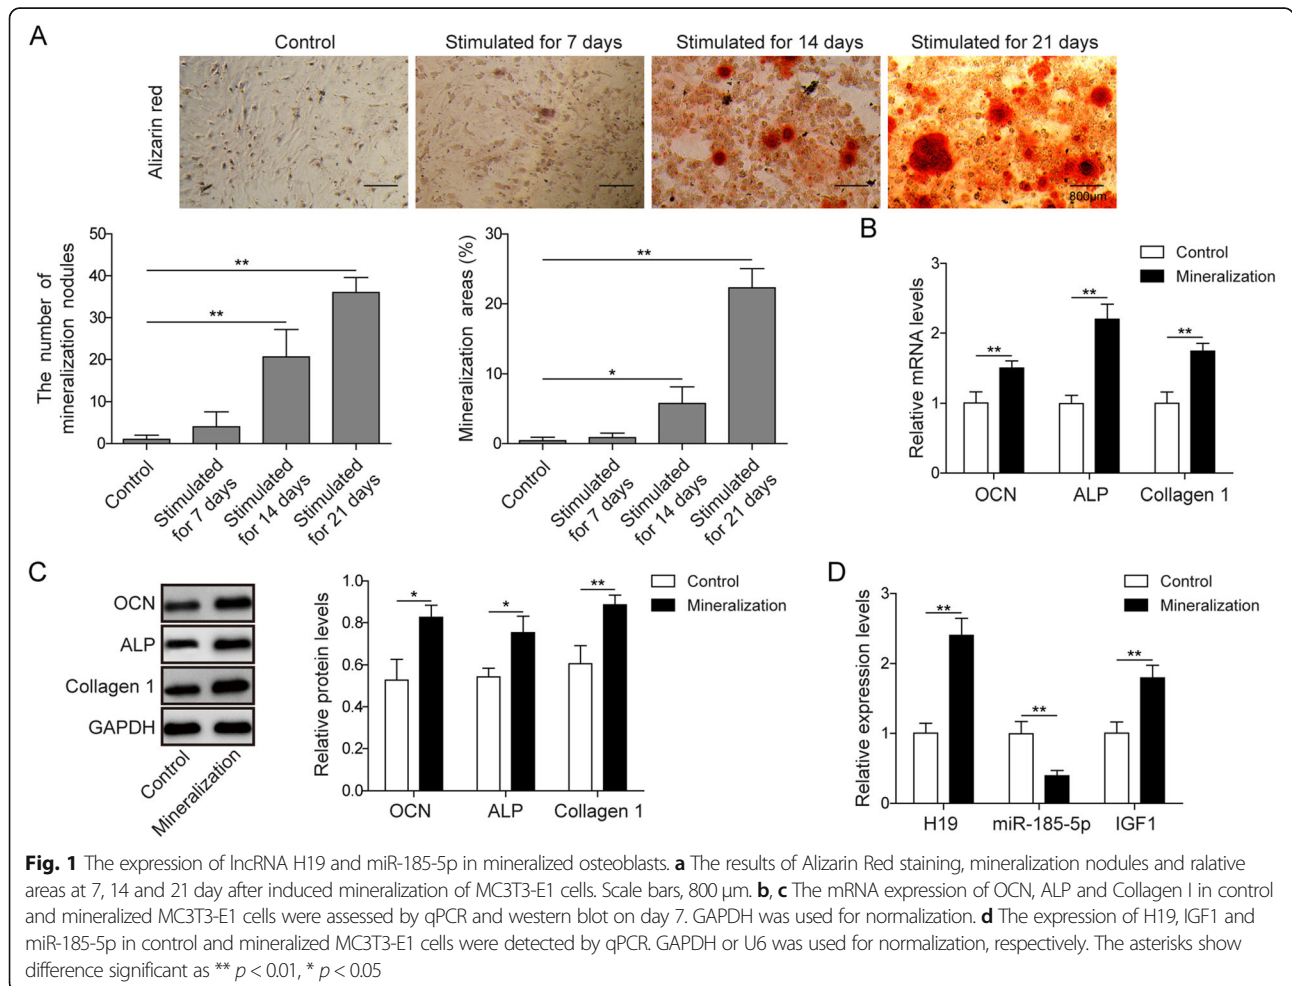 A
Control
Stimulated for 7 days
Stimulated for 14 days
Stimulated for 21 days
Alizarin red
800μm
The number of
mineralization nodules
50
40
30
20
10
0
**
**
Control
Stimulated
for 7 days
Stimulated
for 14 days
Stimulated
for 21 days
Mineralization areas (%)
30
20
10
0
**
*
Control
Stimulated
for 7 days
Stimulated
for 14 days
Stimulated
for 21 days
B
Control
Mineralization
Relative mRNA levels
3
2
1
0
**
**
**
OCN
ALP
Collagen 1
C
OCN
ALP
Collagen 1
GAPDH
Control
Mineralization
Relative protein levels
1.0
0.8
0.6
0.4
0.2
0.0
*
*
**
Control
Mineralization
OCN
ALP
Collagen 1
D
Control
Mineralization
Relative expression levels
3
2
1
0
**
**
**
H19
miR-185-5p
IGF1
Fig. 1 The expression of lncRNA H19 and miR-185-5p in mineralized osteoblasts. a The results of Alizarin Red staining, mineralization nodules and ralative
areas at 7, 14 and 21 day after induced mineralization of MC3T3-E1 cells. Scale bars, 800 μm. b, c The mRNA expression of OCN, ALP and Collagen I in control
and mineralized MC3T3-E1 cells were assessed by qPCR and western blot on day 7. GAPDH was used for normalization. d The expression of H19, IGF1 and
miR-185-5p in control and mineralized MC3T3-E1 cells were detected by qPCR. GAPDH or U6 was used for normalization, respectively. The asterisks show
difference significant as ** p < 0.01, * p < 0.05